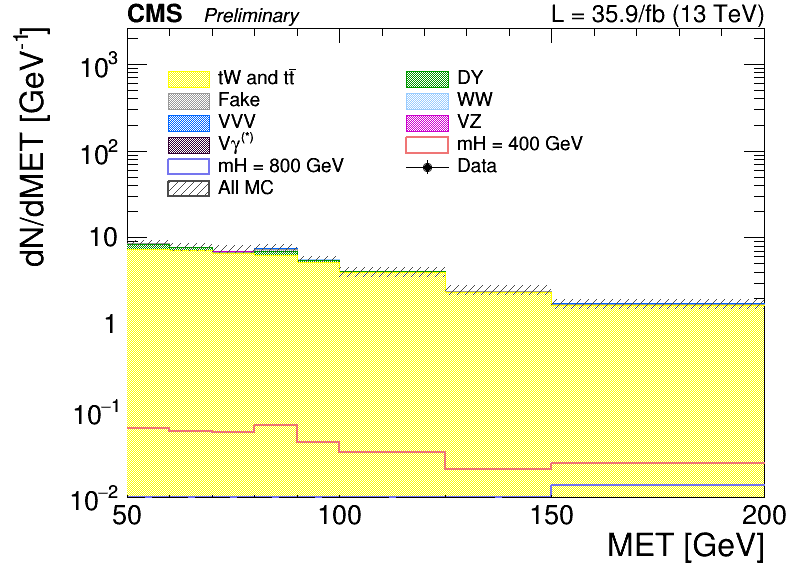 CMS Preliminary L = 35.9/fb (13 TeV)
dN/dMET [GeV⁻¹]
tW and tt̄ DY
Fake WW
VVV VZ
Vγ⁽*⁾ mH = 400 GeV
mH = 800 GeV Data
All MC
10³
10²
10
1
10⁻¹
10⁻²
50 100 150 200
MET [GeV]